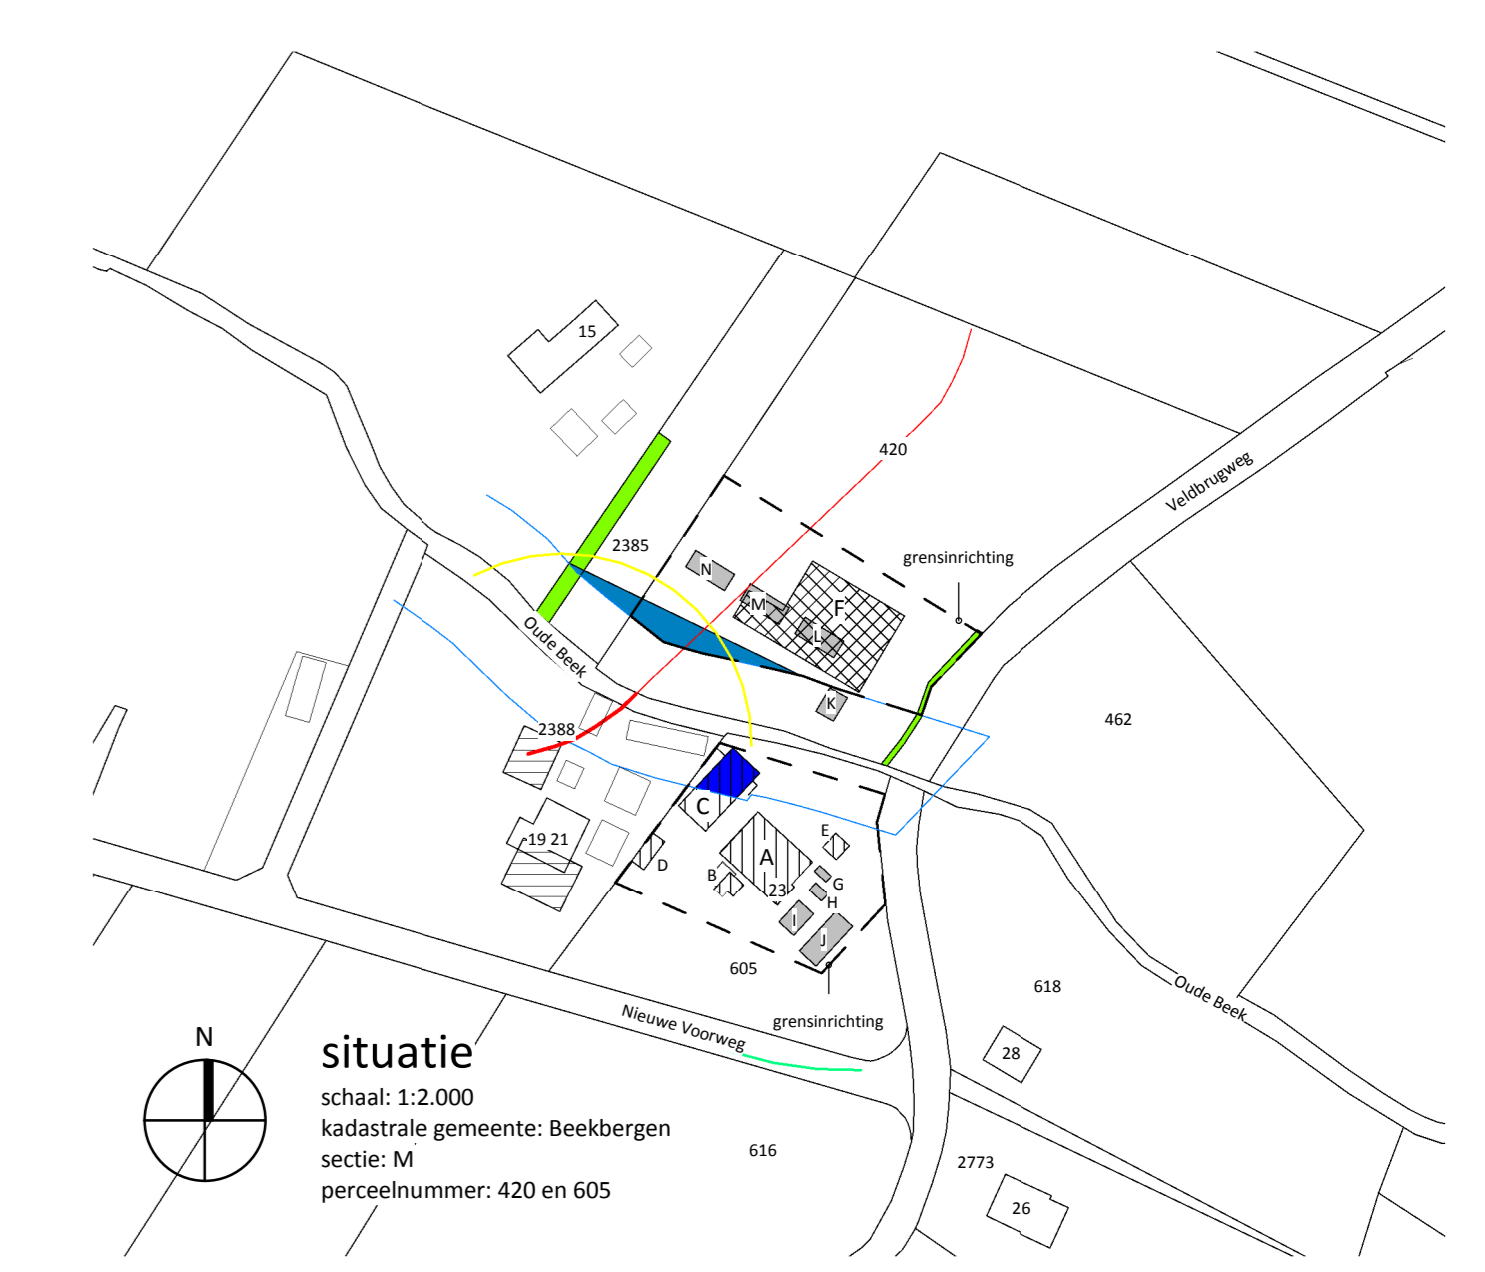 15
420
Veldbrugweg
2385
grensinrichting
N
M
F
L
Oude Beek
K
2388
462
C
19 21
E
A
D
B
G
23
H
I
J
605
618
Oude Beek
Nieuwe Voorweg
grensinrichting
N
situatie
28
schaal: 1:2.000
kadastrale gemeente: Beekbergen
sectie: M
616
2773
perceelnummer: 420 en 605
26